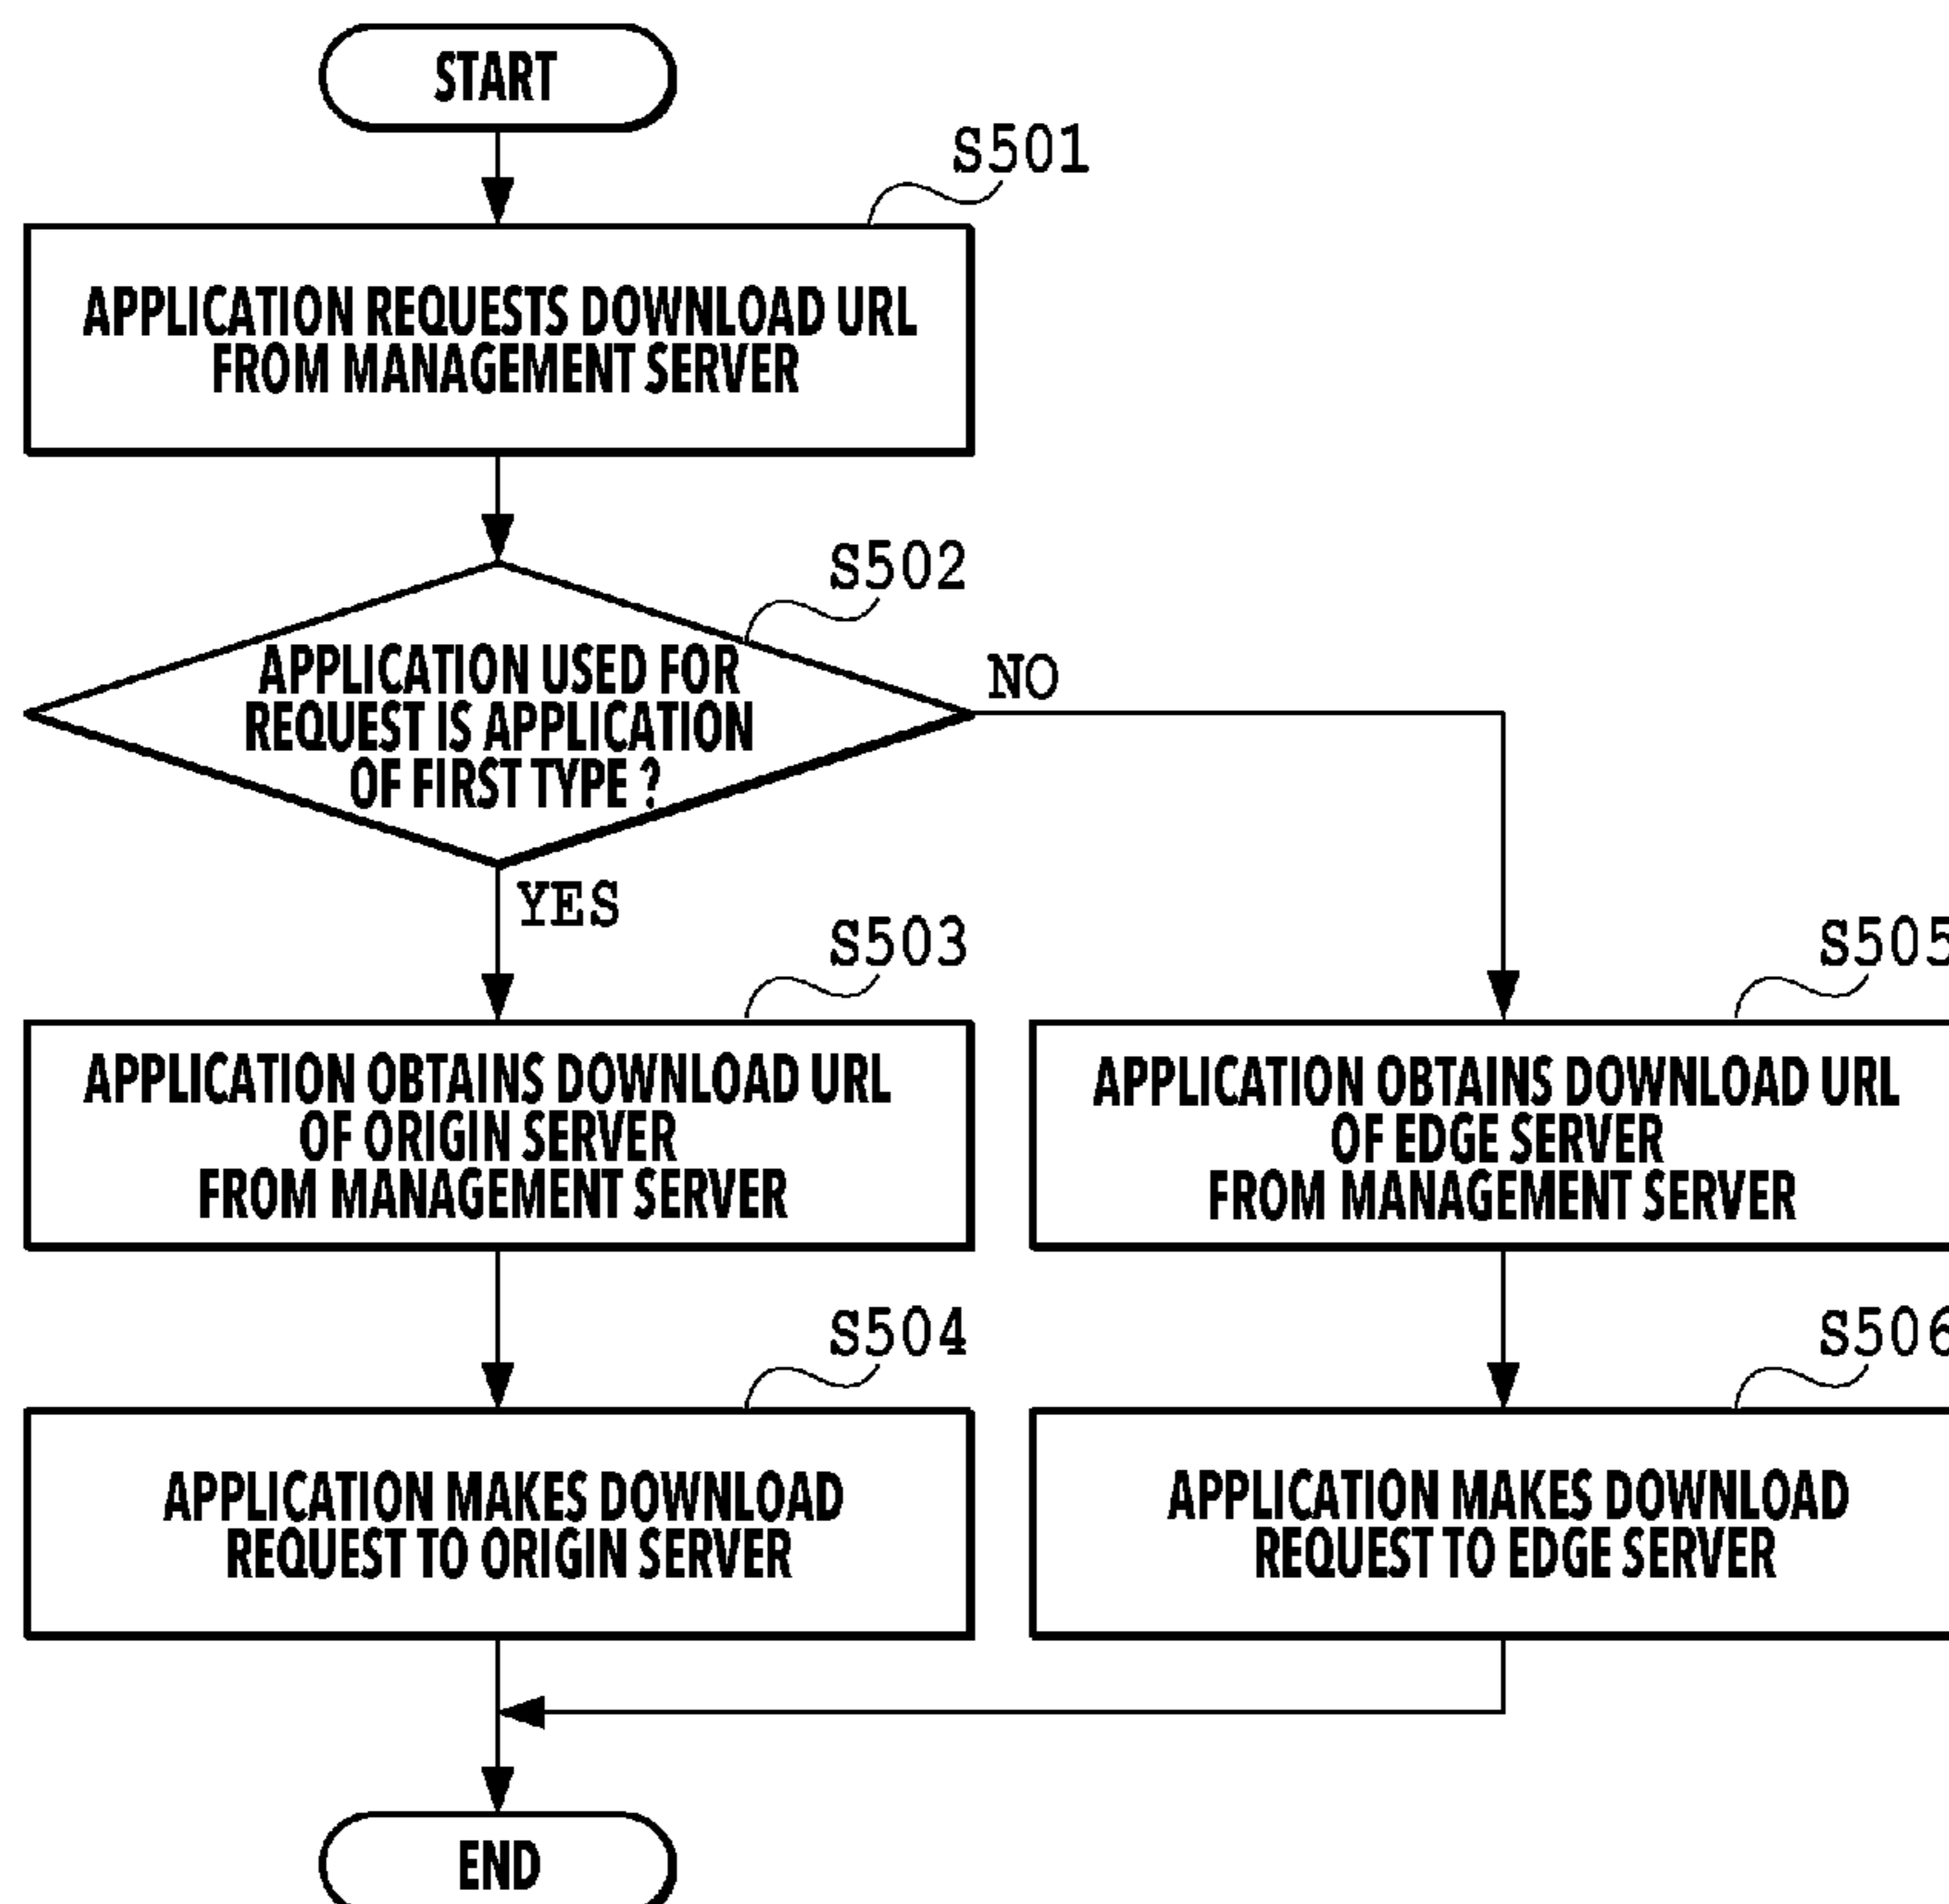 START
S501
APPLICATION REQUESTS DOWNLOAD URL
FROM MANAGEMENT SERVER
S502
APPLICATION USED FOR
REQUEST IS APPLICATION
OF FIRST TYPE ?
NO
YES
S503
APPLICATION OBTAINS DOWNLOAD URL
OF ORIGIN SERVER
FROM MANAGEMENT SERVER
S505
APPLICATION OBTAINS DOWNLOAD URL
OF EDGE SERVER
FROM MANAGEMENT SERVER
S504
APPLICATION MAKES DOWNLOAD
REQUEST TO ORIGIN SERVER
S506
APPLICATION MAKES DOWNLOAD
REQUEST TO EDGE SERVER
END